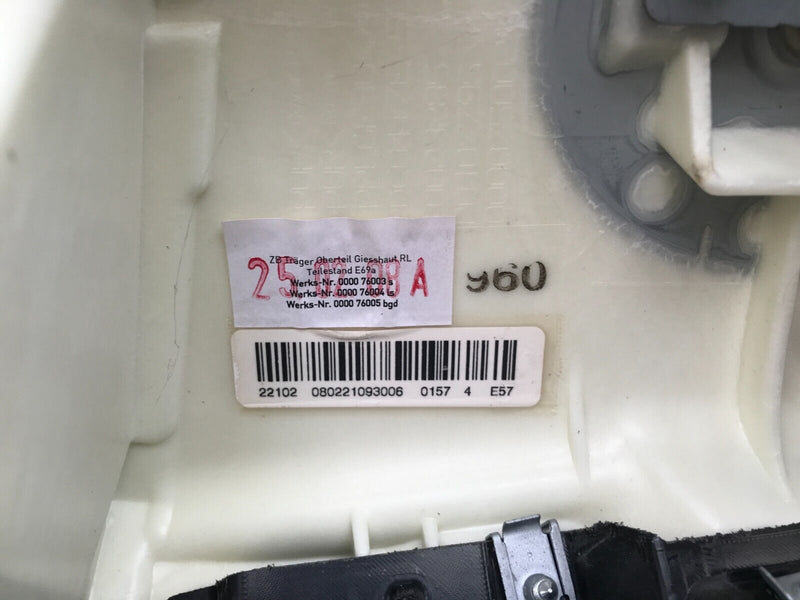 ZB Träger Oberteil Giesshaut RL
Teilestand E69a
Werks-Nr. 0000 76003 s
Werks-Nr. 0000 76004 ls
Werks-Nr. 0000 76005 bgd
A
960
22102 080221093006 0157 4 E57